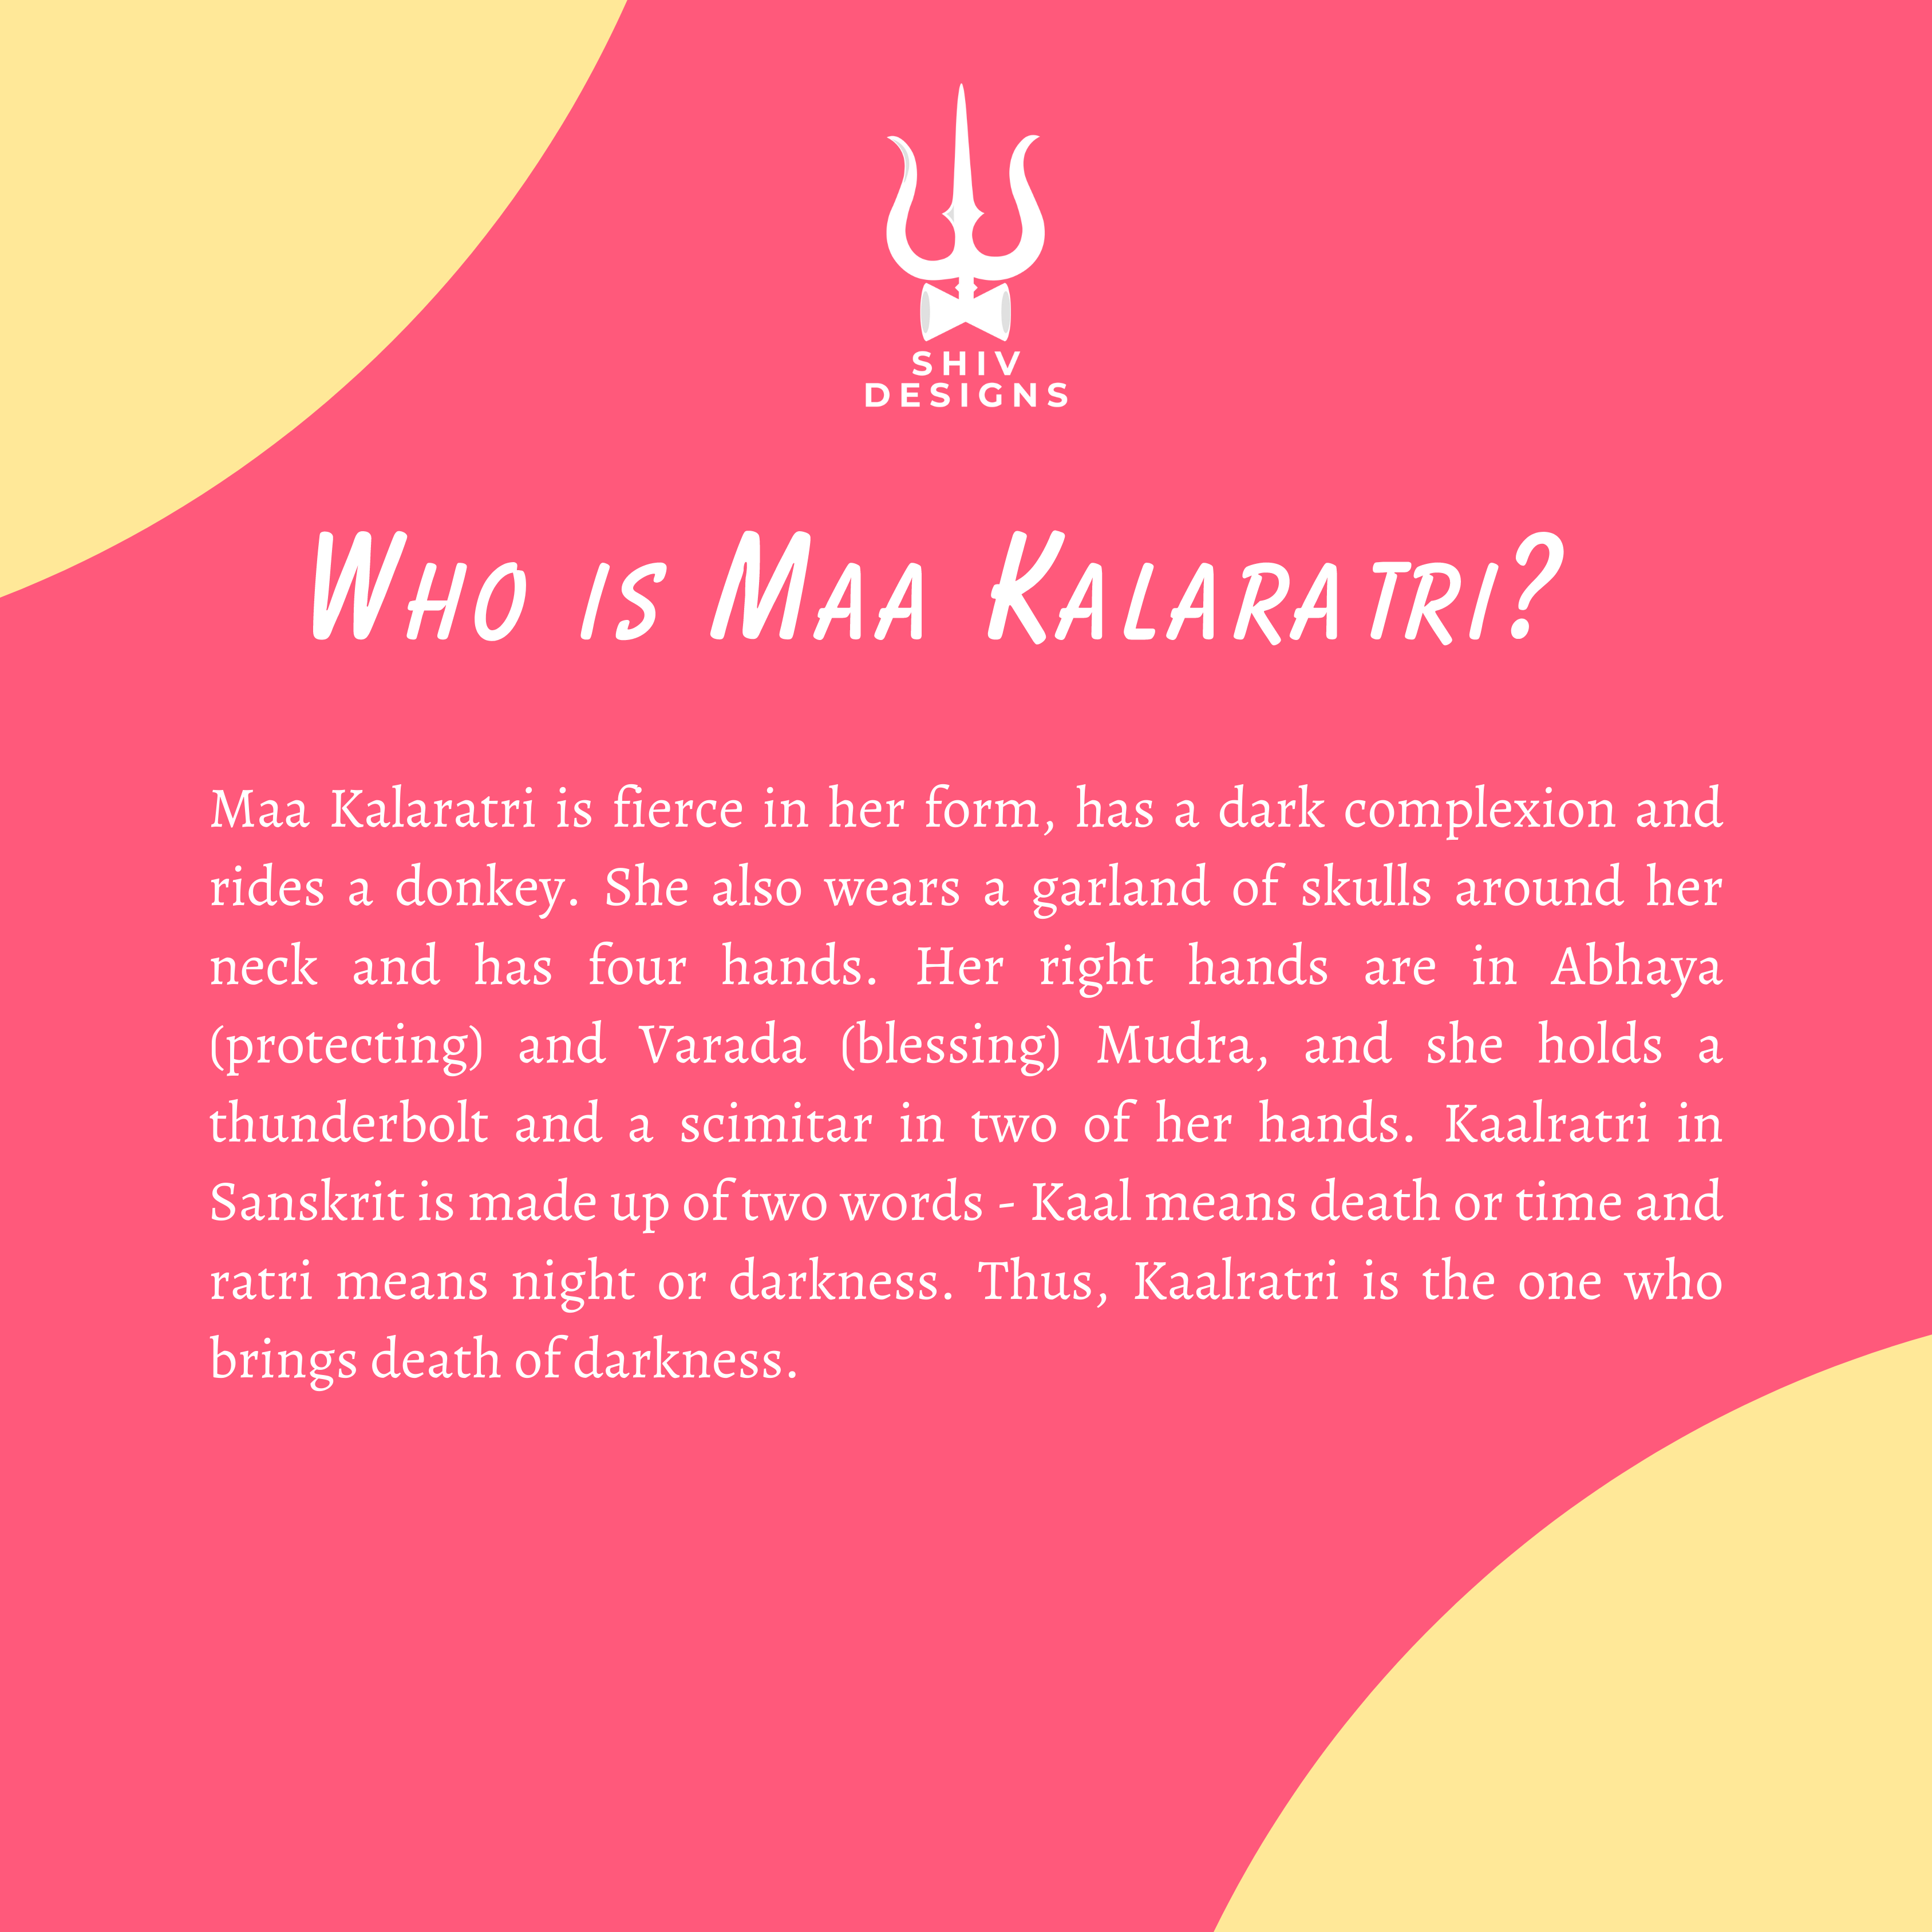 SHIV
DESIGNS
Who is Maa Kalaratri?
Maa Kalaratri is fierce in her form, has a dark complexion and
rides a donkey. She also wears a garland of skulls around her
neck and has four hands. Her right hands are in Abhaya
(protecting) and Varada (blessing) Mudra, and she holds a
thunderbolt and a scimitar in two of her hands. Kaalratri in
Sanskrit is made up of two words - Kaal means death or time and
ratri means night or darkness. Thus, Kaalratri is the one who
brings death of darkness.